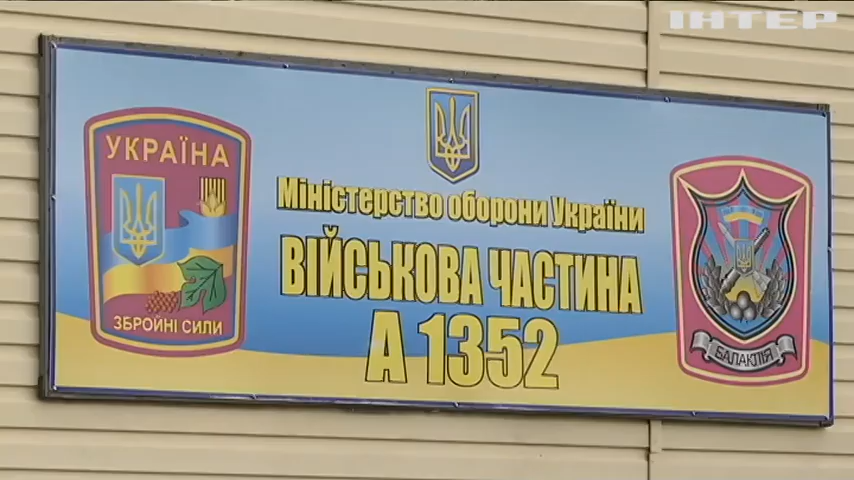 ІНТЕР
УКРАЇНА
ЗБРОЙНІ СИЛИ
Міністерство оборони України
ВІЙСЬКОВА ЧАСТИНА
А 1352
БАЛАКЛІЯ